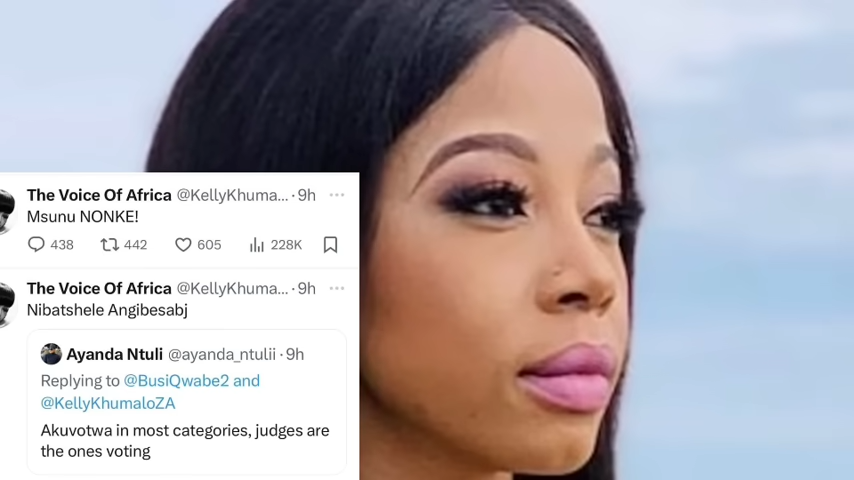 The Voice Of Africa @KellyKhuma... · 9h
Msunu NONKE!
438 442 605 228K
The Voice Of Africa @KellyKhuma... · 9h
Nibatshele Angibesabj
Ayanda Ntuli @ayanda_ntulii · 9h
Replying to @BusiQwabe2 and
@KellyKhumaloZA
Akuvotwa in most categories, judges are
the ones voting